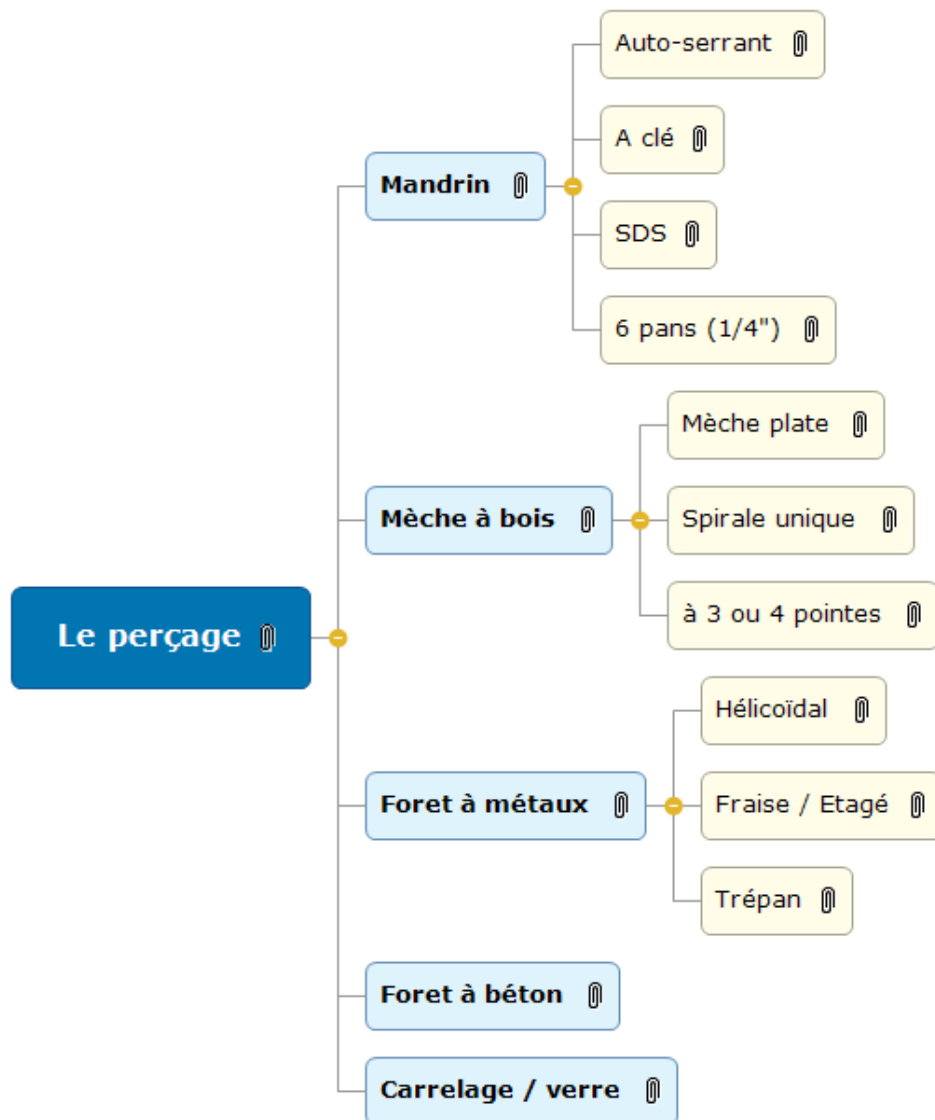 Le perçage
Mandrin
Auto-serrant
A clé
SDS
6 pans (1/4")
Mèche à bois
Mèche plate
Spirale unique
à 3 ou 4 pointes
Foret à métaux
Hélicoïdal
Fraise / Etagé
Trépan
Foret à béton
Carrelage / verre